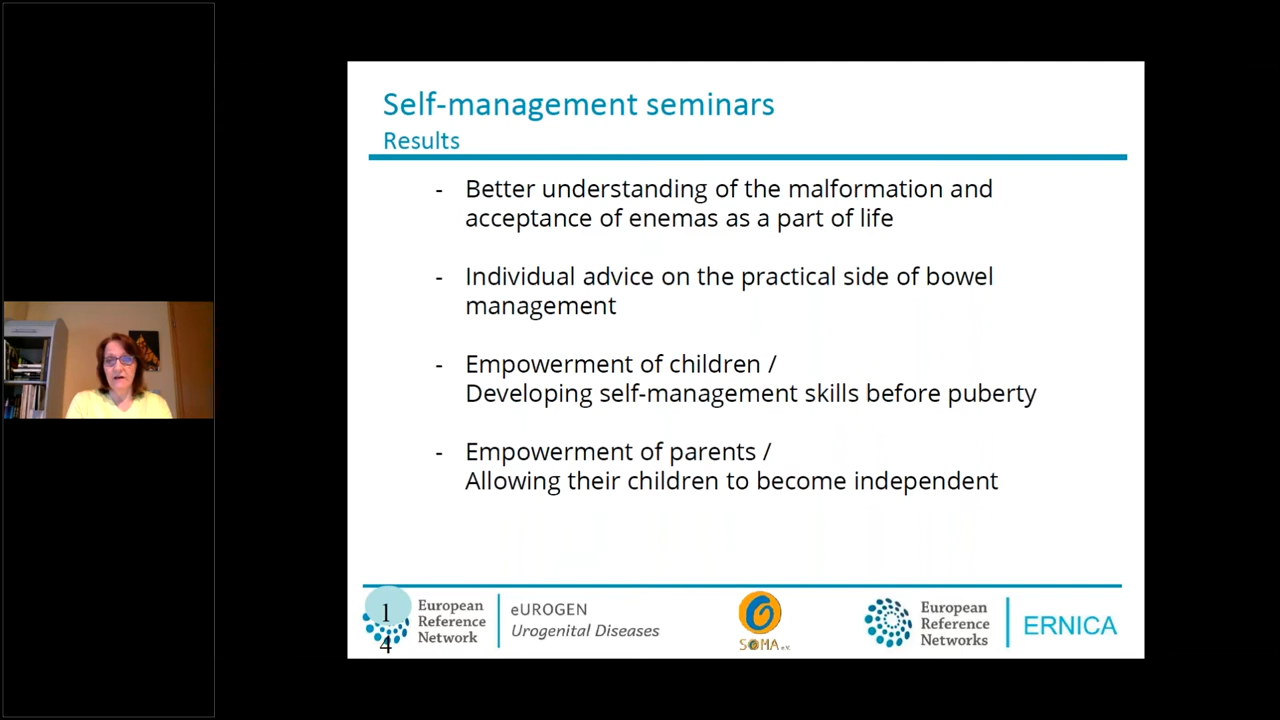 Self-management seminars
Results
- Better understanding of the malformation and
acceptance of enemas as a part of life
- Individual advice on the practical side of bowel
management
- Empowerment of children /
Developing self-management skills before puberty
- Empowerment of parents /
Allowing their children to become independent
1
4
European
Reference
Network
eUROGEN
Urogenital Diseases
SOMA e.V.
European
Reference
Networks
ERNICA